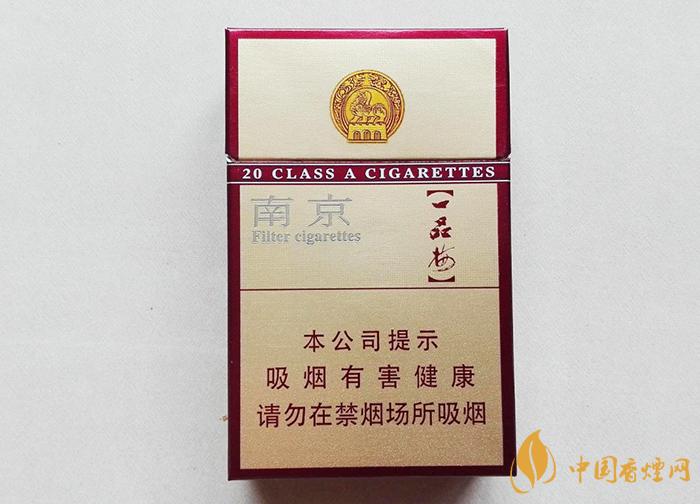 20 CLASS A CIGARETTES
南京
Filter cigarettes
【一品梅】
本公司提示
吸烟有害健康
请勿在禁烟场所吸烟
中国香烟网